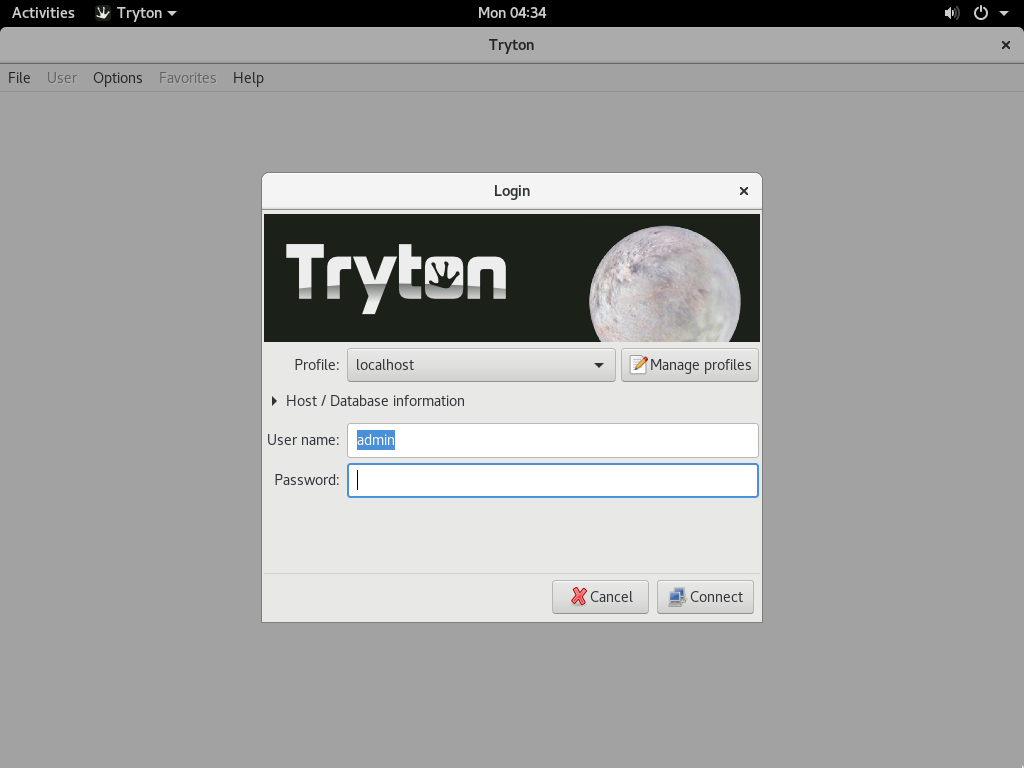 Activities Tryton Mon 04:34
Tryton
File User Options Favorites Help
Login
Tryton
Profile: localhost Manage profiles
Host / Database information
User name: admin
Password:
Cancel Connect